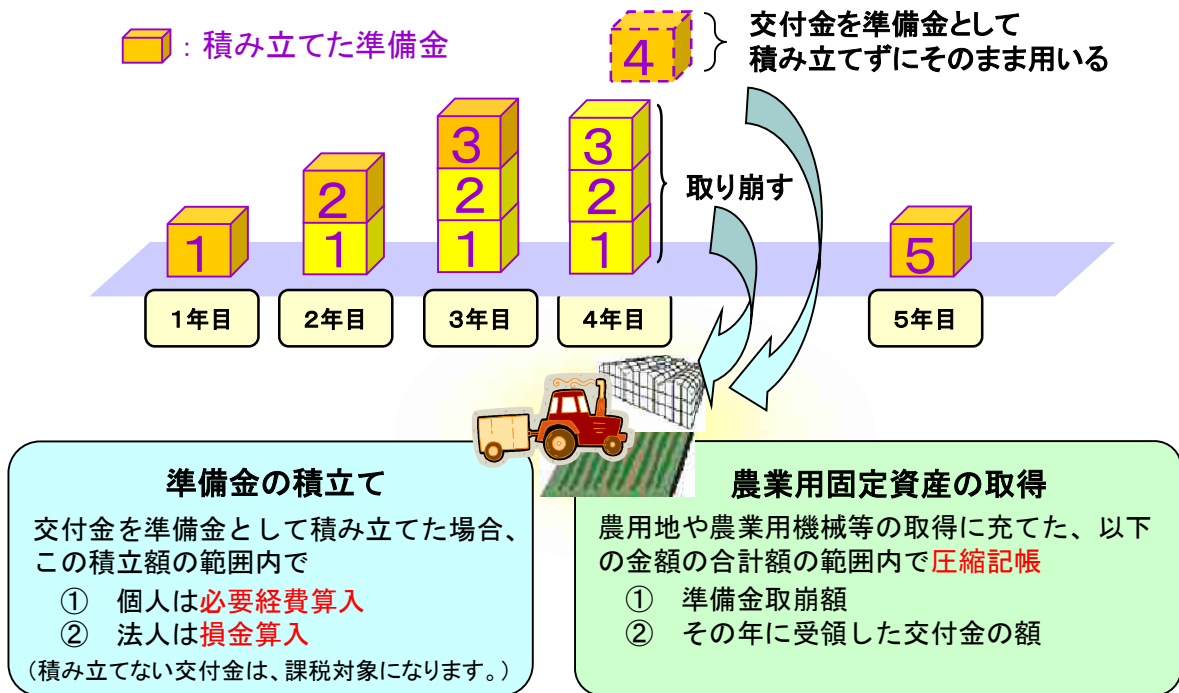 ：積み立てた準備金
4
交付金を準備金として
積み立てずにそのまま用いる
1
2
1
3
2
1
3
2
1
取り崩す
5
1年目
2年目
3年目
4年目
5年目
準備金の積立て
交付金を準備金として積み立てた場合、
この積立額の範囲内で
①　個人は必要経費算入
②　法人は損金算入
（積み立てない交付金は、課税対象になります。）
農業用固定資産の取得
農用地や農業用機械等の取得に充てた、以下
の金額の合計額の範囲内で圧縮記帳
①　準備金取崩額
②　その年に受領した交付金の額